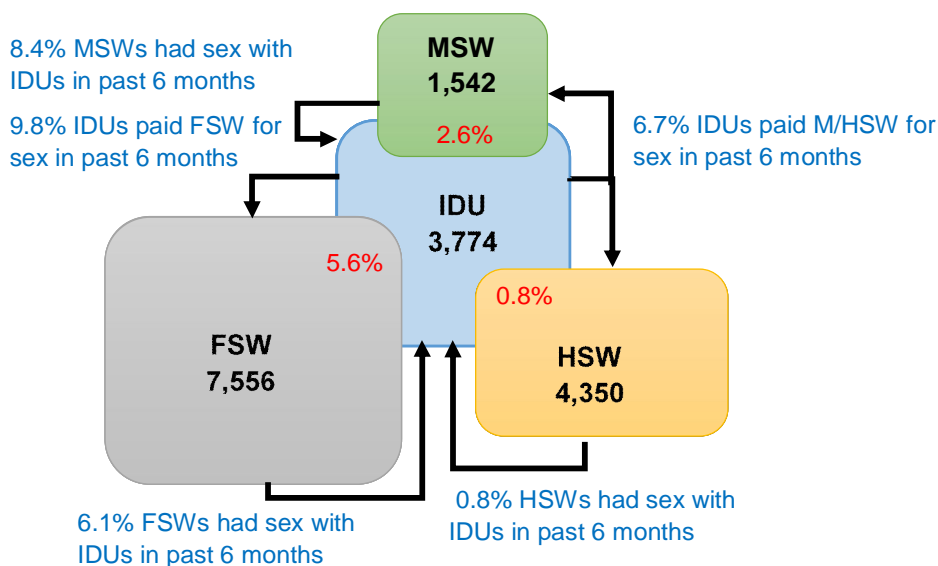 8.4% MSWs had sex with
IDUs in past 6 months
9.8% IDUs paid FSW for
sex in past 6 months
MSW
1,542
2.6%
6.7% IDUs paid M/HSW for
sex in past 6 months
IDU
3,774
5.6%
FSW
7,556
0.8%
HSW
4,350
6.1% FSWs had sex with
IDUs in past 6 months
0.8% HSWs had sex with
IDUs in past 6 months